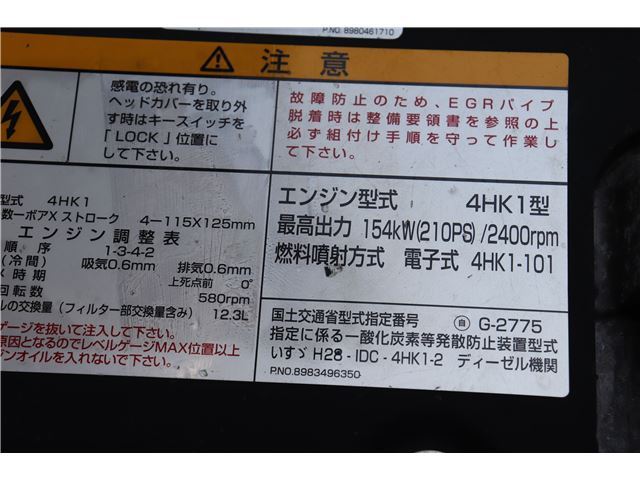 P.NO. 8980461710
注 意
感電の恐れ有り。
ヘッドカバーを取り外
す時はキースイッチを
「LOCK」位置に
して下さい。
故障防止のため、EGRパイプ
脱着時は整備要領書を参照の上
必ず組付け手順を守って作業し
て下さい。
型式 4HK1
数ーボアXストローク 4ー115X125mm
エンジン調整表
順序 1-3-4-2
(冷間) 吸気0.6mm 排気0.6mm
時期 上死点前 0°
回転数 580rpm
ルの交換量(フィルター部交換量含み) 12.3L
ゲージを抜いて注入して下さい。
原因となるのでレベルゲージMAX位置以上
オイルを入れないで下さい。
エンジン型式 4HK1型
最高出力 154kW(210PS)/2400rpm
燃料噴射方式 電子式 4HK1-101
国土交通省型式指定番号 自 G-2775
指定に係る一酸化炭素等発散防止装置型式
いすゞ H28 - IDC - 4HK1-2 ディーゼル機関
P.NO.8983496350